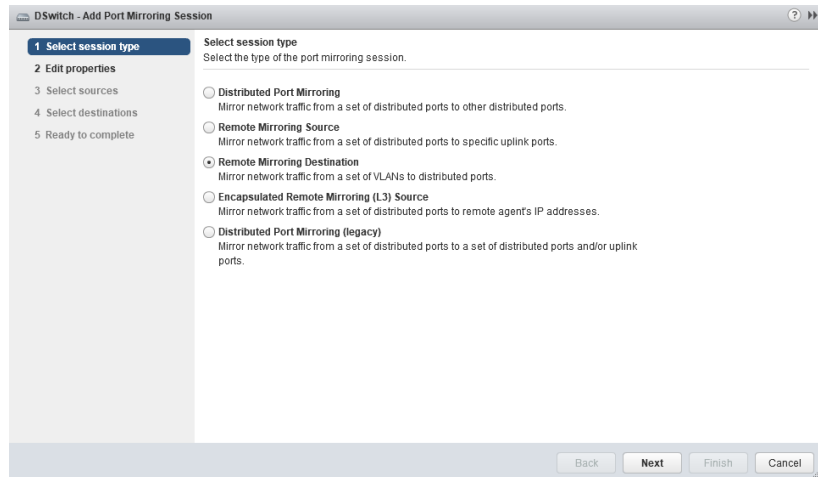 DSwitch - Add Port Mirroring Session
?
1 Select session type
2 Edit properties
3 Select sources
4 Select destinations
5 Ready to complete
Select session type
Select the type of the port mirroring session.
Distributed Port Mirroring
Mirror network traffic from a set of distributed ports to other distributed ports.
Remote Mirroring Source
Mirror network traffic from a set of distributed ports to specific uplink ports.
Remote Mirroring Destination
Mirror network traffic from a set of VLANs to distributed ports.
Encapsulated Remote Mirroring (L3) Source
Mirror network traffic from a set of distributed ports to remote agent's IP addresses.
Distributed Port Mirroring (legacy)
Mirror network traffic from a set of distributed ports to a set of distributed ports and/or uplink
ports.
Back Next Finish Cancel